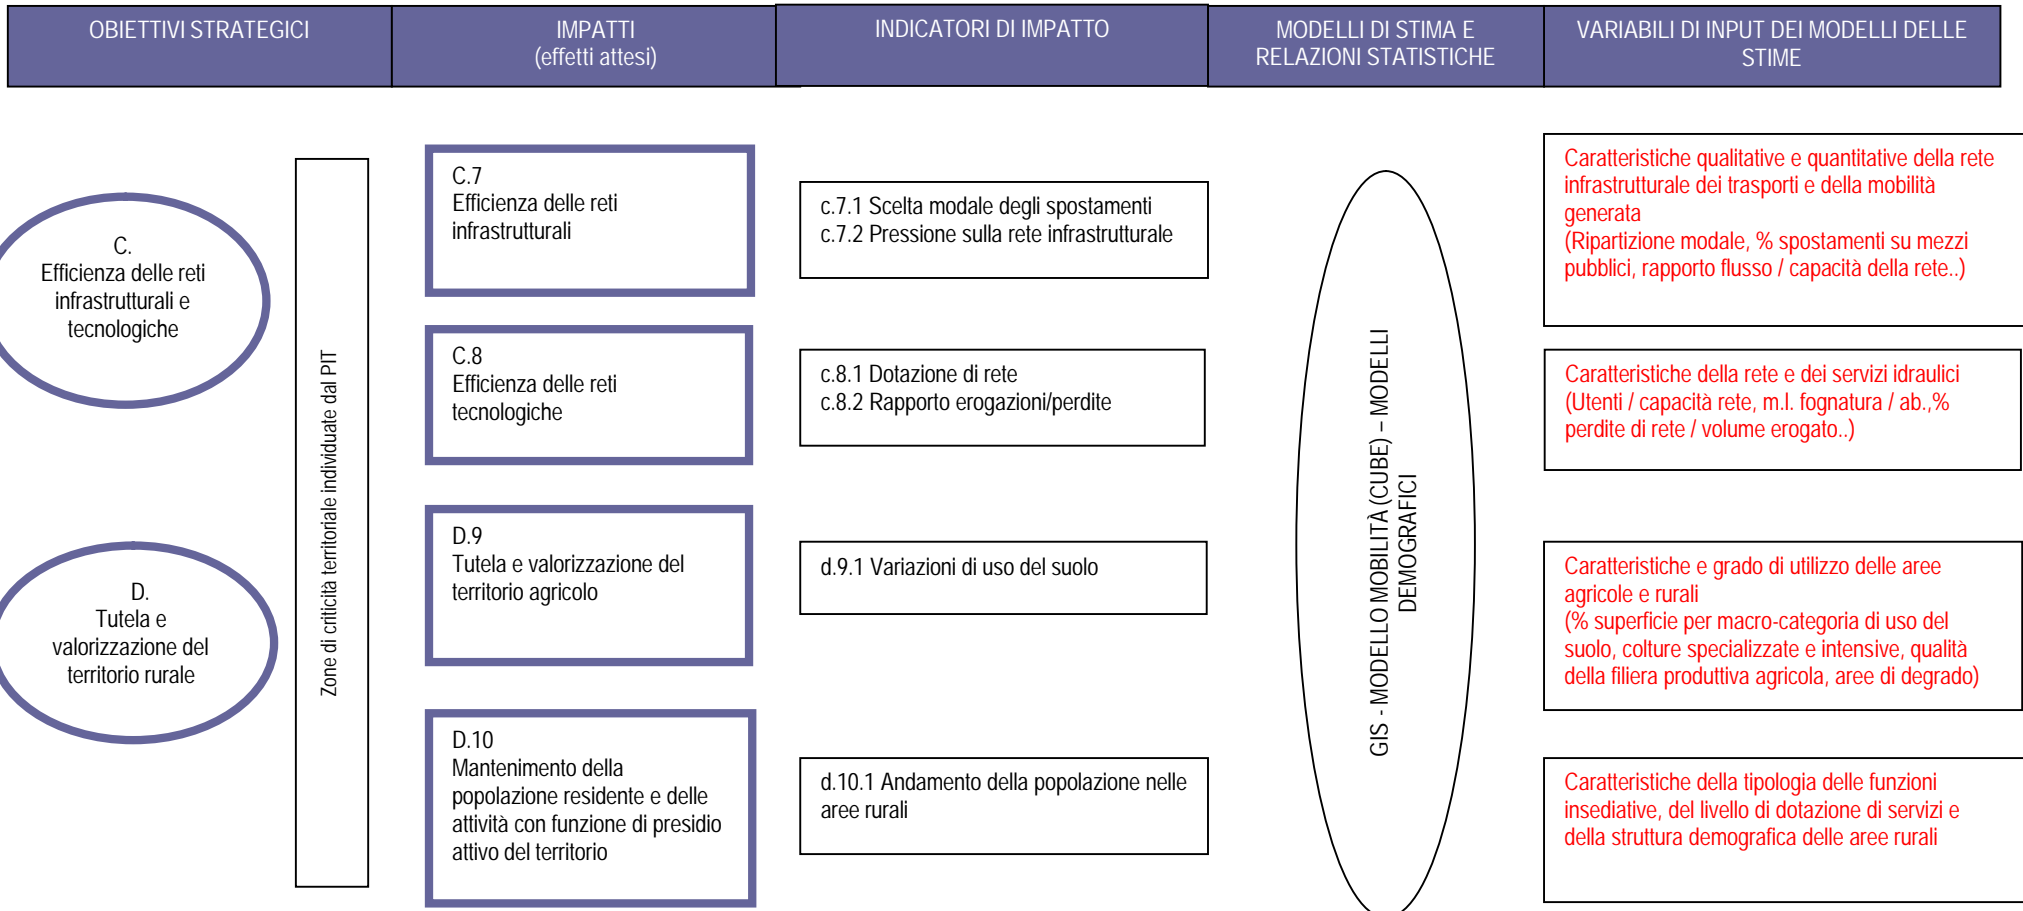 OBIETTIVI STRATEGICI
IMPATTI
(effetti attesi)
INDICATORI DI IMPATTO
MODELLI DI STIMA E
RELAZIONI STATISTICHE
VARIABILI DI INPUT DEI MODELLI DELLE
STIME
C.
Efficienza delle reti
infrastrutturali e
tecnologiche
D.
Tutela e
valorizzazione del
territorio rurale
Zone di criticità territoriale individuate dal PIT
C.7
Efficienza delle reti
infrastrutturali
C.8
Efficienza delle reti
tecnologiche
D.9
Tutela e valorizzazione del
territorio agricolo
D.10
Mantenimento della
popolazione residente e delle
attività con funzione di presidio
attivo del territorio
c.7.1 Scelta modale degli spostamenti
c.7.2 Pressione sulla rete infrastrutturale
c.8.1 Dotazione di rete
c.8.2 Rapporto erogazioni/perdite
d.9.1 Variazioni di uso del suolo
d.10.1 Andamento della popolazione nelle
aree rurali
GIS - MODELLO MOBILITÀ (CUBE) – MODELLI
DEMOGRAFICI
Caratteristiche qualitative e quantitative della rete
infrastrutturale dei trasporti e della mobilità
generata
(Ripartizione modale, % spostamenti su mezzi
pubblici, rapporto flusso / capacità della rete..)
Caratteristiche della rete e dei servizi idraulici
(Utenti / capacità rete, m.l. fognatura / ab.,%
perdite di rete / volume erogato..)
Caratteristiche e grado di utilizzo delle aree
agricole e rurali
(% superficie per macro-categoria di uso del
suolo, colture specializzate e intensive, qualità
della filiera produttiva agricola, aree di degrado)
Caratteristiche della tipologia delle funzioni
insediative, del livello di dotazione di servizi e
della struttura demografica delle aree rurali